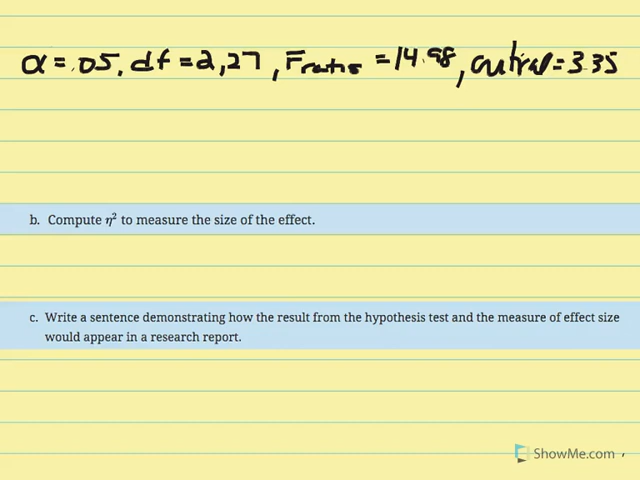 α = .05, df = 2,27, F ratio = 14.98, critical = 3.35
b. Compute η² to measure the size of the effect.
c. Write a sentence demonstrating how the result from the hypothesis test and the measure of effect size
would appear in a research report.
ShowMe.com